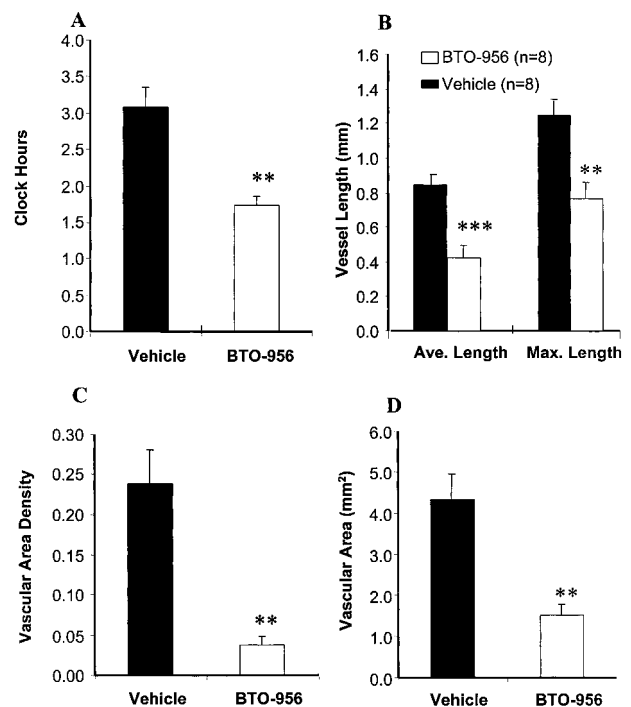 A
Clock Hours
4.0
3.5
3.0
2.5
2.0
1.5
1.0
0.5
0.0
**
Vehicle BTO-956
B
Vessel Length (mm)
1.6
1.4
1.2
1.0
0.8
0.6
0.4
0.2
0.0
BTO-956 (n=8)
Vehicle (n=8)
***
**
Ave. Length Max. Length
C
Vascular Area Density
0.30
0.25
0.20
0.15
0.10
0.05
0.00
**
Vehicle BTO-956
D
Vascular Area (mm²)
6.0
5.0
4.0
3.0
2.0
1.0
0.0
**
Vehicle BTO-956